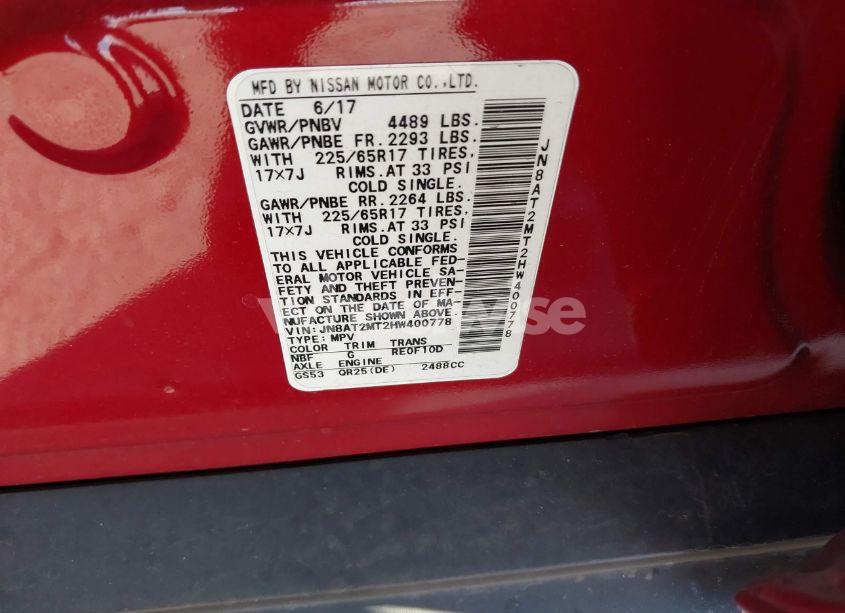 MFD BY NISSAN MOTOR CO.,LTD.
DATE 6/17
GVWR/PNBV 4489 LBS.
GAWR/PNBE FR. 2293 LBS.
WITH 225/65R17 TIRES,
17×7J RIMS.AT 33 PSI
COLD SINGLE.
GAWR/PNBE RR. 2264 LBS.
WITH 225/65R17 TIRES,
17×7J RIMS.AT 33 PSI
COLD SINGLE.
THIS VEHICLE CONFORMS
TO ALL APPLICABLE FED-
ERAL MOTOR VEHICLE SA-
FETY AND THEFT PREVEN-
TION STANDARDS IN EFF-
ECT ON THE DATE OF MA-
NUFACTURE SHOWN ABOVE.
VIN: JN8AT2MT2HW400778
TYPE: MPV
COLOR TRIM TRANS
NBF G RE0F10D
AXLE ENGINE
GS53 QR25(DE) 2488CC
JN8AT2MT2HW400778